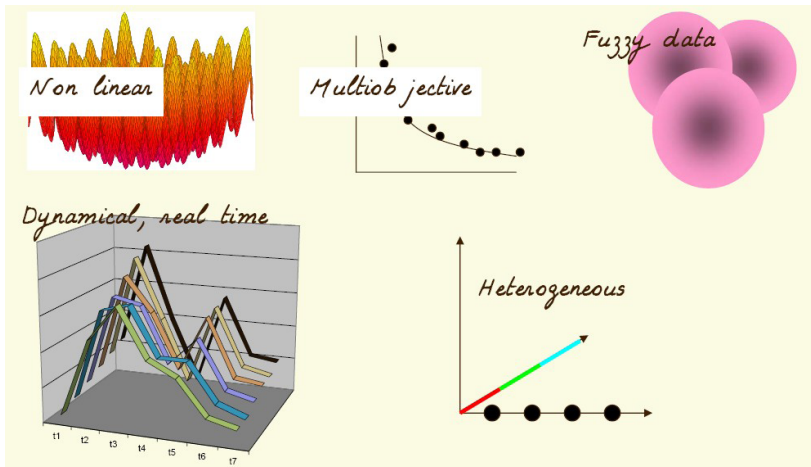 Non linear
Multiob jective
Fuzzy data
Dynamical, real time
Heterogeneous
t1
t2
t3
t4
t5
t6
t7